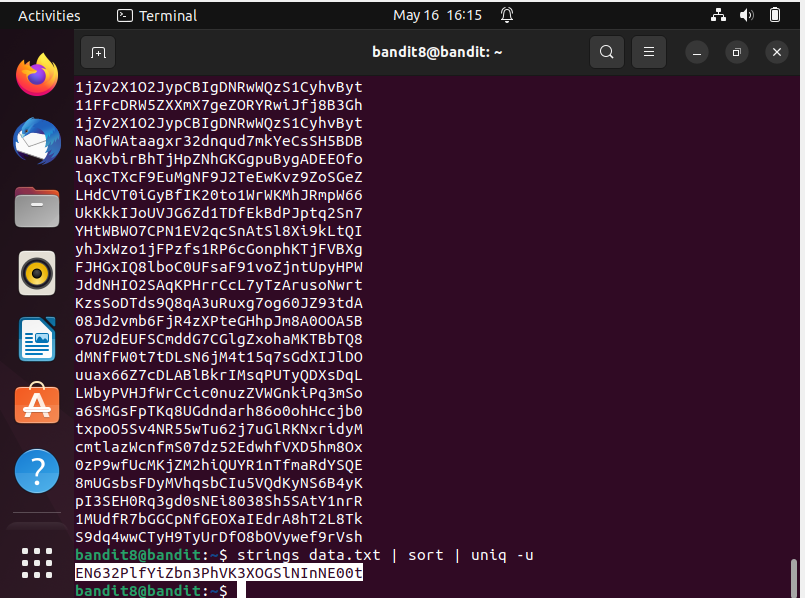 Activities
Terminal
May 16 16:15
bandit8@bandit: ~
1jZv2X1O2JypCBIgDNRwWQzS1CyhvByt
11FFcDRW5ZXXmX7geZORYRwiJfj8B3Gh
1jZv2X1O2JypCBIgDNRwWQzS1CyhvByt
NaOfWAtaagxr32dnqud7mkYeCsSH5BDB
uaKvbirBhTjHpZNhGKGgpuBygADEEOfo
lqxcTXcF9EuMgNF9J2TeEwKvz9ZoSGeZ
LHdCVT0iGyBfIK20to1WrWKMhJRmpW66
UkKkkIJoUVJG6Zd1TDfEkBdPJptq2Sn7
YHtWBWO7CPN1EV2qcSnAtSl8Xi9kLtQI
yhJxWzo1jFPzfs1RP6cGonphKTjFVBXg
FJHGxIQ8lboC0UFsaF91voZjntUpyHPW
JddNHIO2SAqKPHrrCcL7yTzArusoNwrt
KzsSoDTds9Q8qA3uRuxg7og60JZ93tdA
08Jd2vmb6FjR4zXPteGHhpJm8A0OOA5B
o7U2dEUFSCmddG7CGlgZxohaMKTBbTQ8
dMNfFW0t7tDLsN6jM4t15q7sGdXIJlDO
uuax66Z7cDLABlBkrIMsqPUTyQDXsDqL
LWbyPVHJfWrCcic0nuzZVWGnkiPq3mSo
a6SMGsFpTKq8UGdndarh86o0ohHccjb0
txpoO5Sv4NR55wTu62j7uGlRKNxridyM
cmtlazWcnfmS07dz52EdwhfVXD5hm8Ox
0zP9wfUcMKjZM2hiQUYR1nTfmaRdYSQE
8mUGsbsFDyMVhqsbCIu5VQdKyNS6B4yK
pI3SEH0Rq3gd0sNEi8038Sh5SAtY1nrR
1MUdfR7bGGCpNfGEOXaIEdrA8hT2L8Tk
S9dq4wwCTyH9TyUrDfO8bOVywef9rVsh
bandit8@bandit:~$ strings data.txt | sort | uniq -u
EN632PlfYiZbn3PhVK3XOGSlNInNE00t
bandit8@bandit:~$